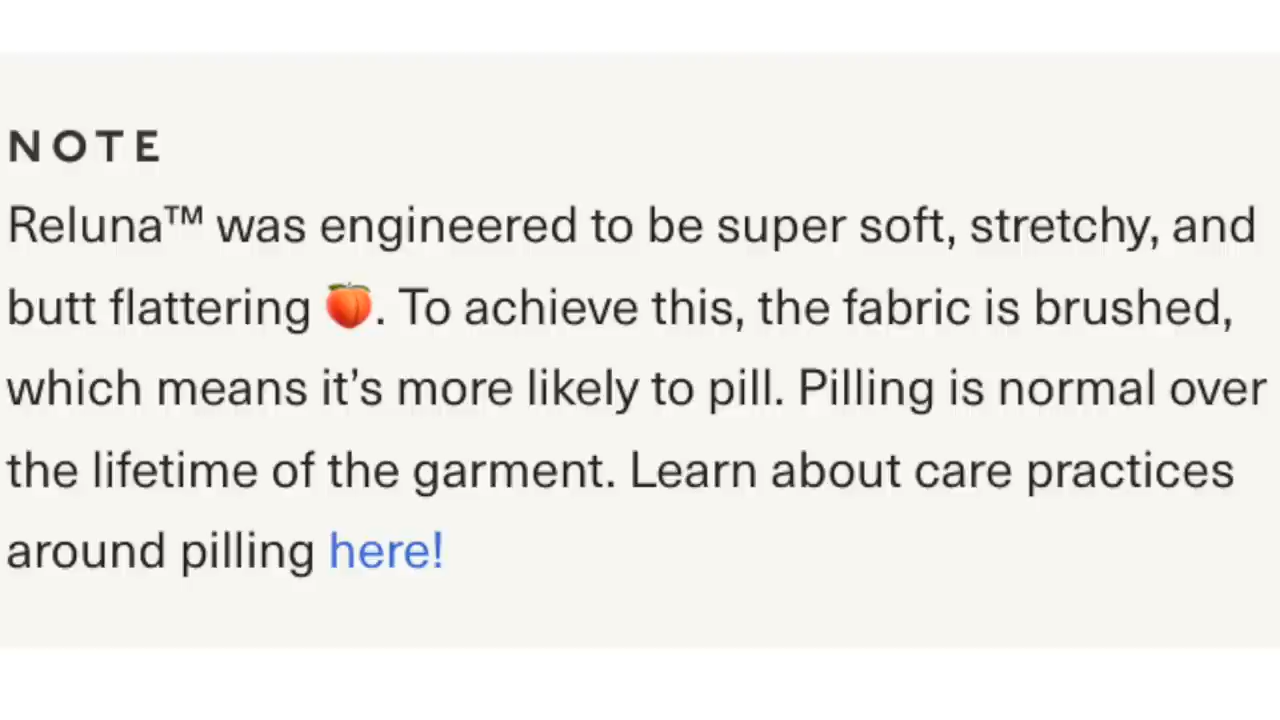 NOTE
Reluna™ was engineered to be super soft, stretchy, and
butt flattering 🍑. To achieve this, the fabric is brushed,
which means it’s more likely to pill. Pilling is normal over
the lifetime of the garment. Learn about care practices
around pilling here!